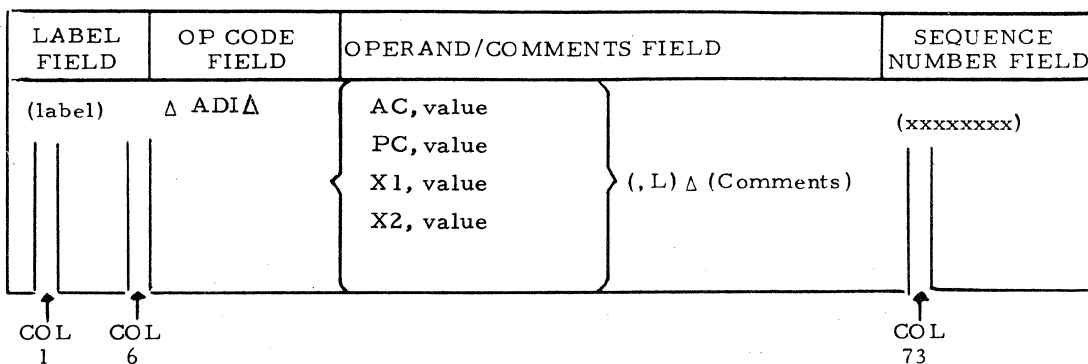 LABEL FIELD OP CODE FIELD OPERAND/COMMENTS FIELD SEQUENCE NUMBER FIELD
(label) Δ ADIΔ AC, value
(xxxxxxxx)
PC, value
X1, value (, L) Δ (Comments)
X2, value
COL 1 COL 6 COL 73